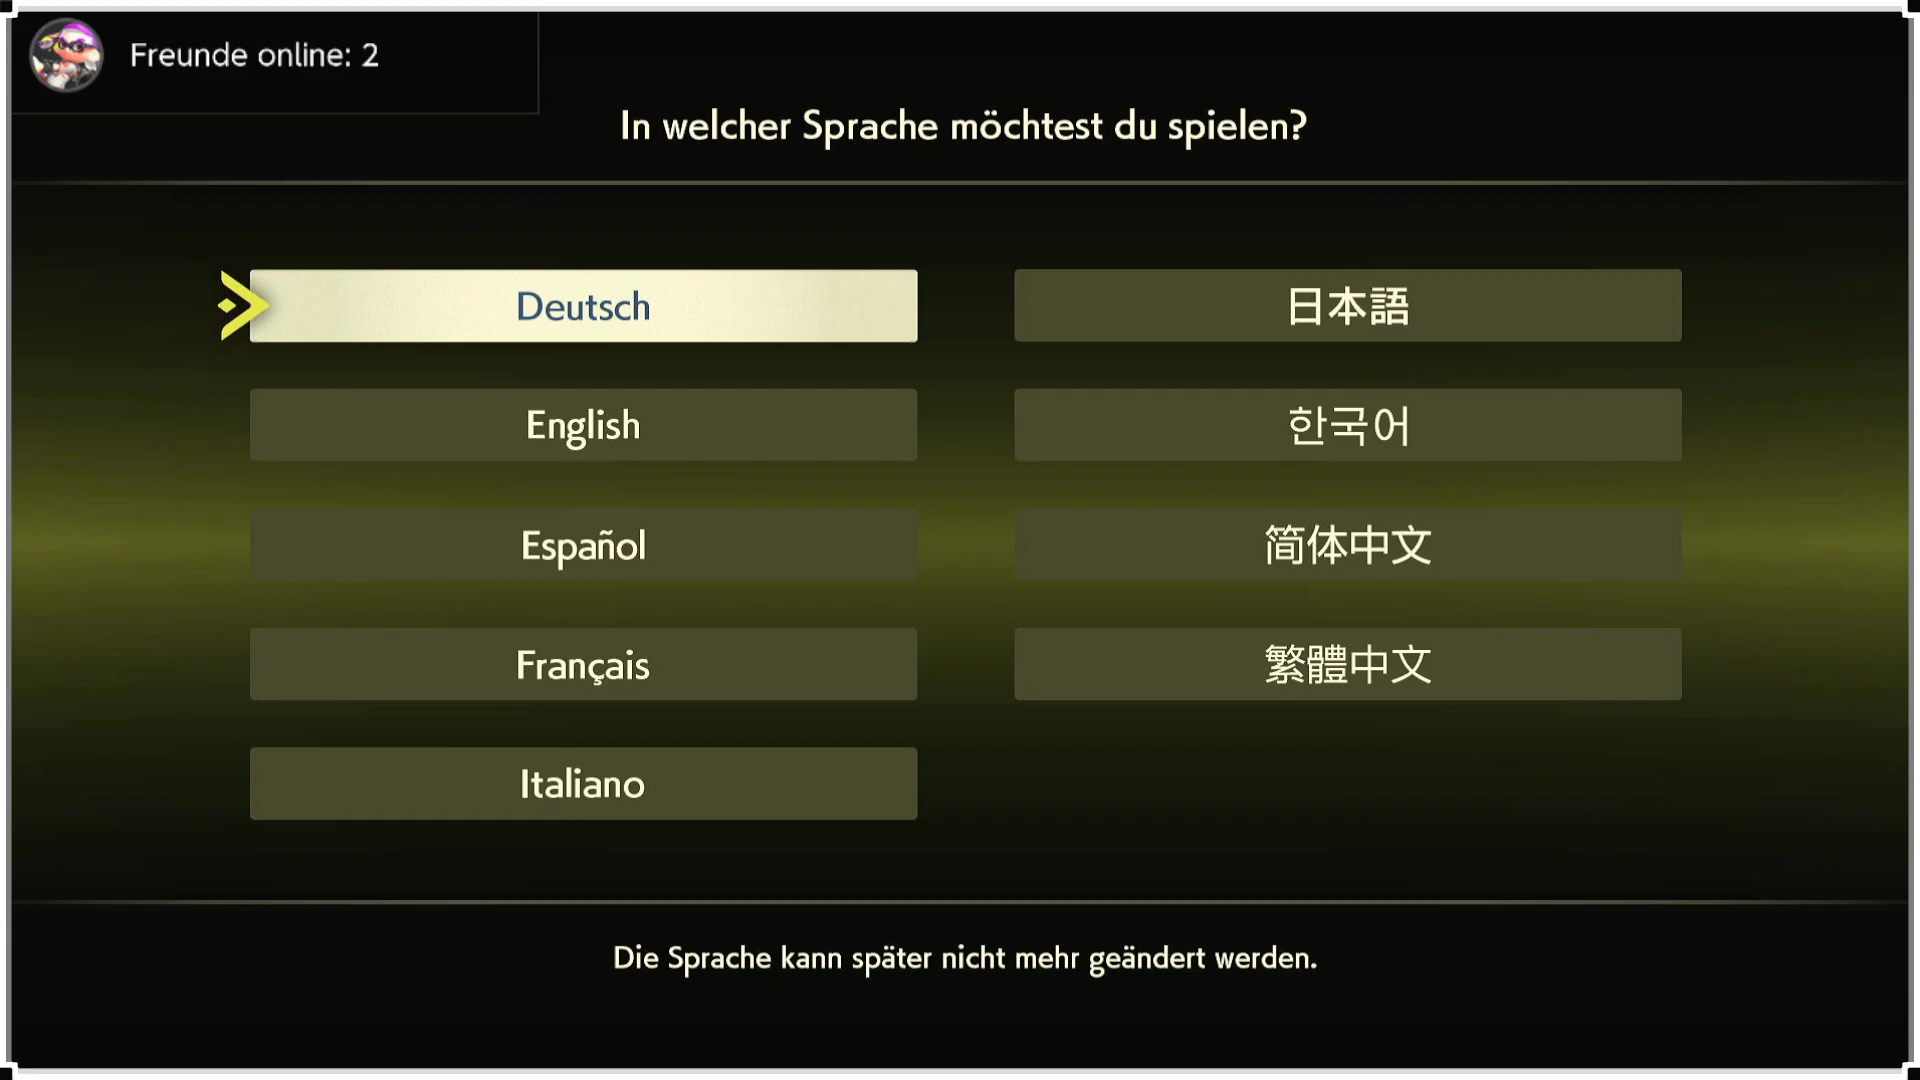 Freunde online: 2
In welcher Sprache möchtest du spielen?
Deutsch
English
Español
Français
Italiano
日本語
한국어
简体中文
繁體中文
Die Sprache kann später nicht mehr geändert werden.